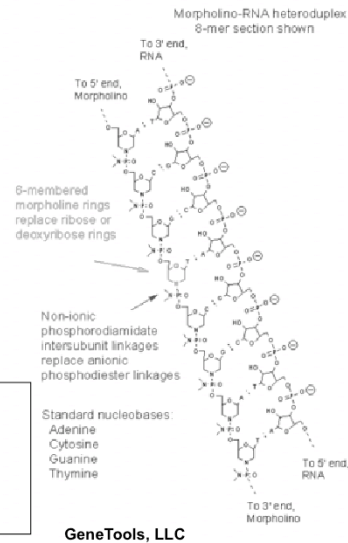 Morpholino-RNA heteroduplex
8-mer section shown
To 3' end,
RNA
To 5' end,
Morpholino
6-membered
morpholine rings
replace ribose or
deoxyribose rings
Non-ionic
phosphorodiamidate
intersubunit linkages
replace anionic
phosphodiester linkages
Standard nucleobases:
Adenine
Cytosine
Guanine
Thymine
To 5' end,
RNA
To 3' end,
Morpholino
GeneTools, LLC